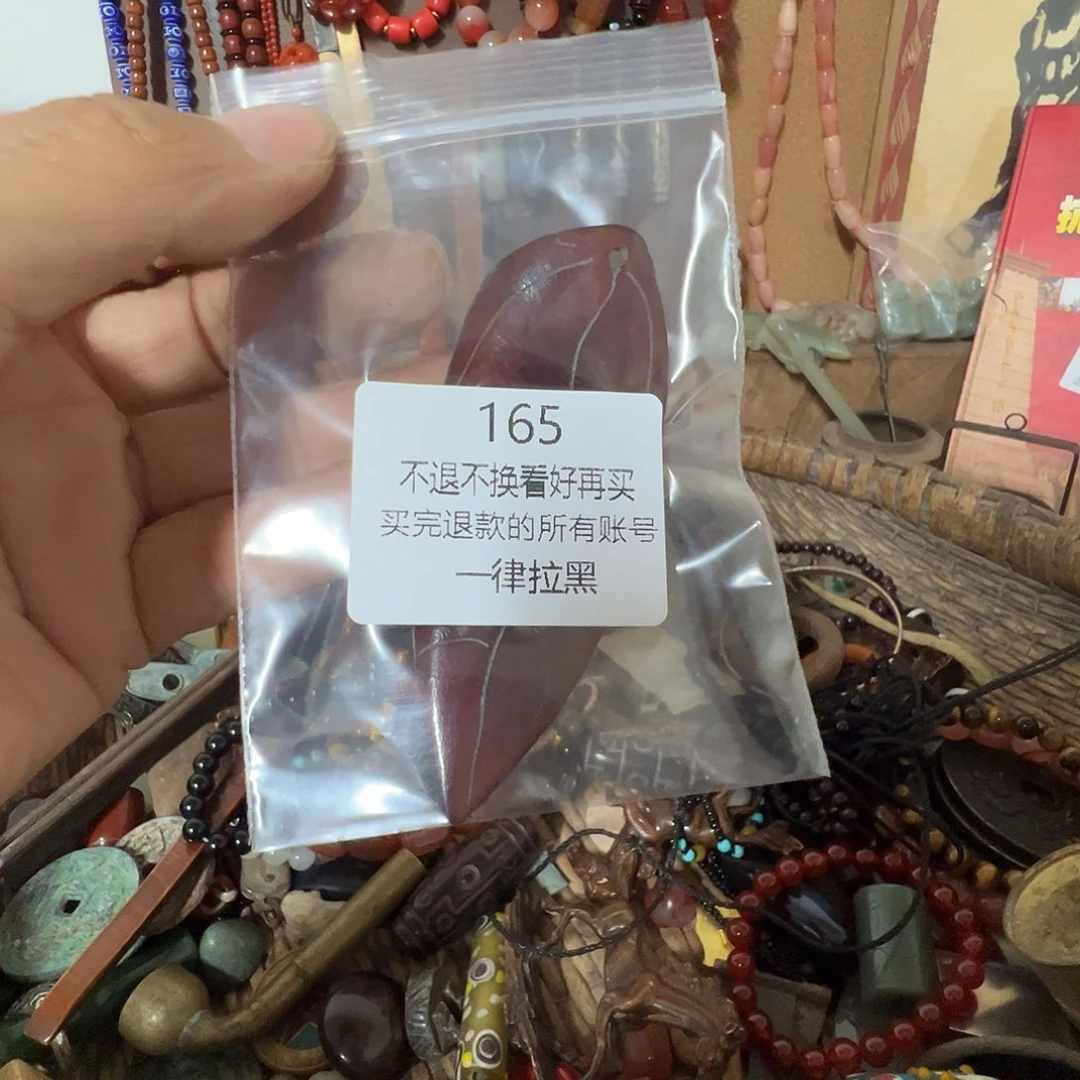 165
不退不换看好再买
买完退款的所有账号
一律拉黑